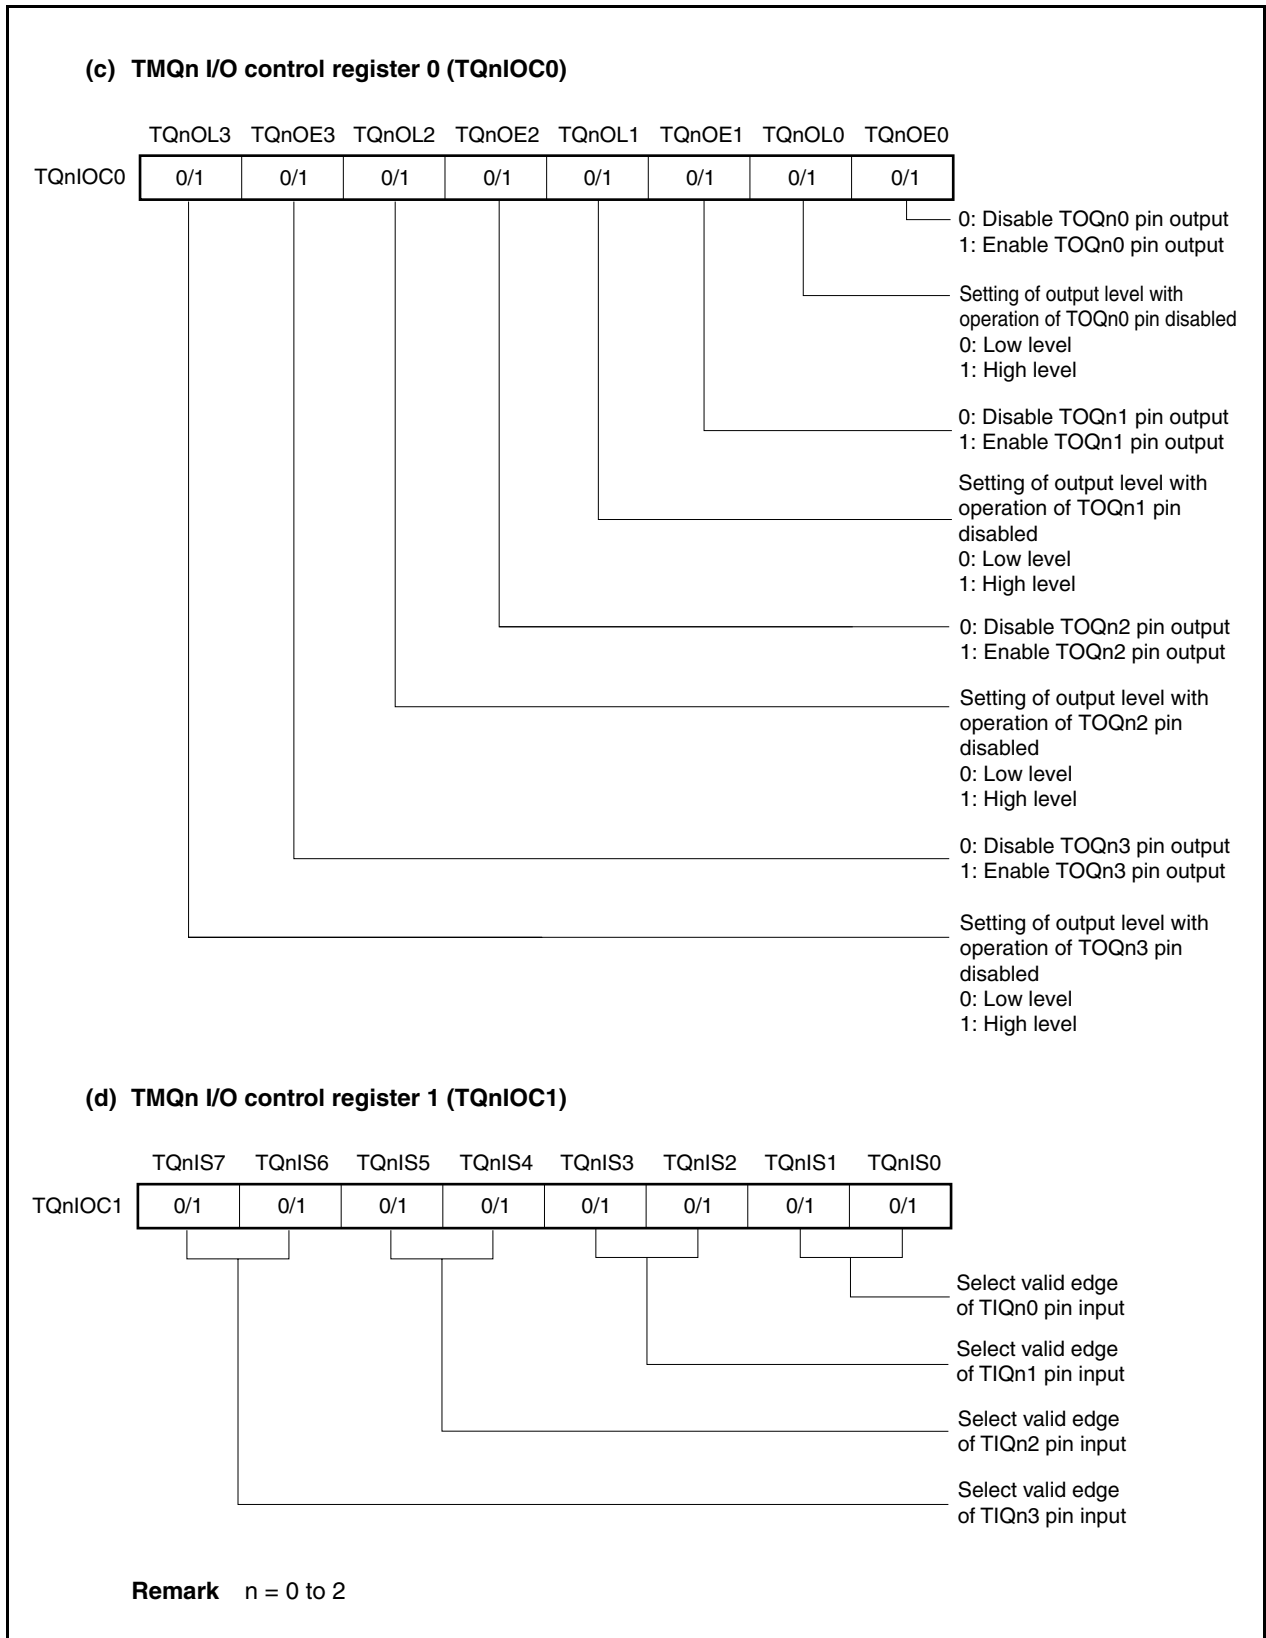 (c) TMQn I/O control register 0 (TQnIOC0)
TQnOL3 TQnOE3 TQnOL2 TQnOE2 TQnOL1 TQnOE1 TQnOL0 TQnOE0
TQnIOC0 0/1 0/1 0/1 0/1 0/1 0/1 0/1 0/1
0: Disable TOQn0 pin output
1: Enable TOQn0 pin output
Setting of output level with
operation of TOQn0 pin disabled
0: Low level
1: High level
0: Disable TOQn1 pin output
1: Enable TOQn1 pin output
Setting of output level with
operation of TOQn1 pin
disabled
0: Low level
1: High level
0: Disable TOQn2 pin output
1: Enable TOQn2 pin output
Setting of output level with
operation of TOQn2 pin
disabled
0: Low level
1: High level
0: Disable TOQn3 pin output
1: Enable TOQn3 pin output
Setting of output level with
operation of TOQn3 pin
disabled
0: Low level
1: High level
(d) TMQn I/O control register 1 (TQnIOC1)
TQnIS7 TQnIS6 TQnIS5 TQnIS4 TQnIS3 TQnIS2 TQnIS1 TQnIS0
TQnIOC1 0/1 0/1 0/1 0/1 0/1 0/1 0/1 0/1
Select valid edge
of TIQn0 pin input
Select valid edge
of TIQn1 pin input
Select valid edge
of TIQn2 pin input
Select valid edge
of TIQn3 pin input
Remark n = 0 to 2